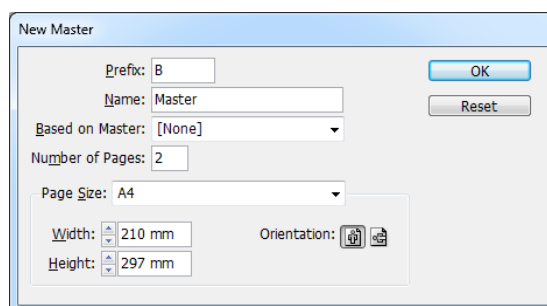 New Master
Prefix: B
OK
Name: Master
Reset
Based on Master: [None]
Number of Pages: 2
Page Size: A4
Width: 210 mm
Orientation:
Height: 297 mm